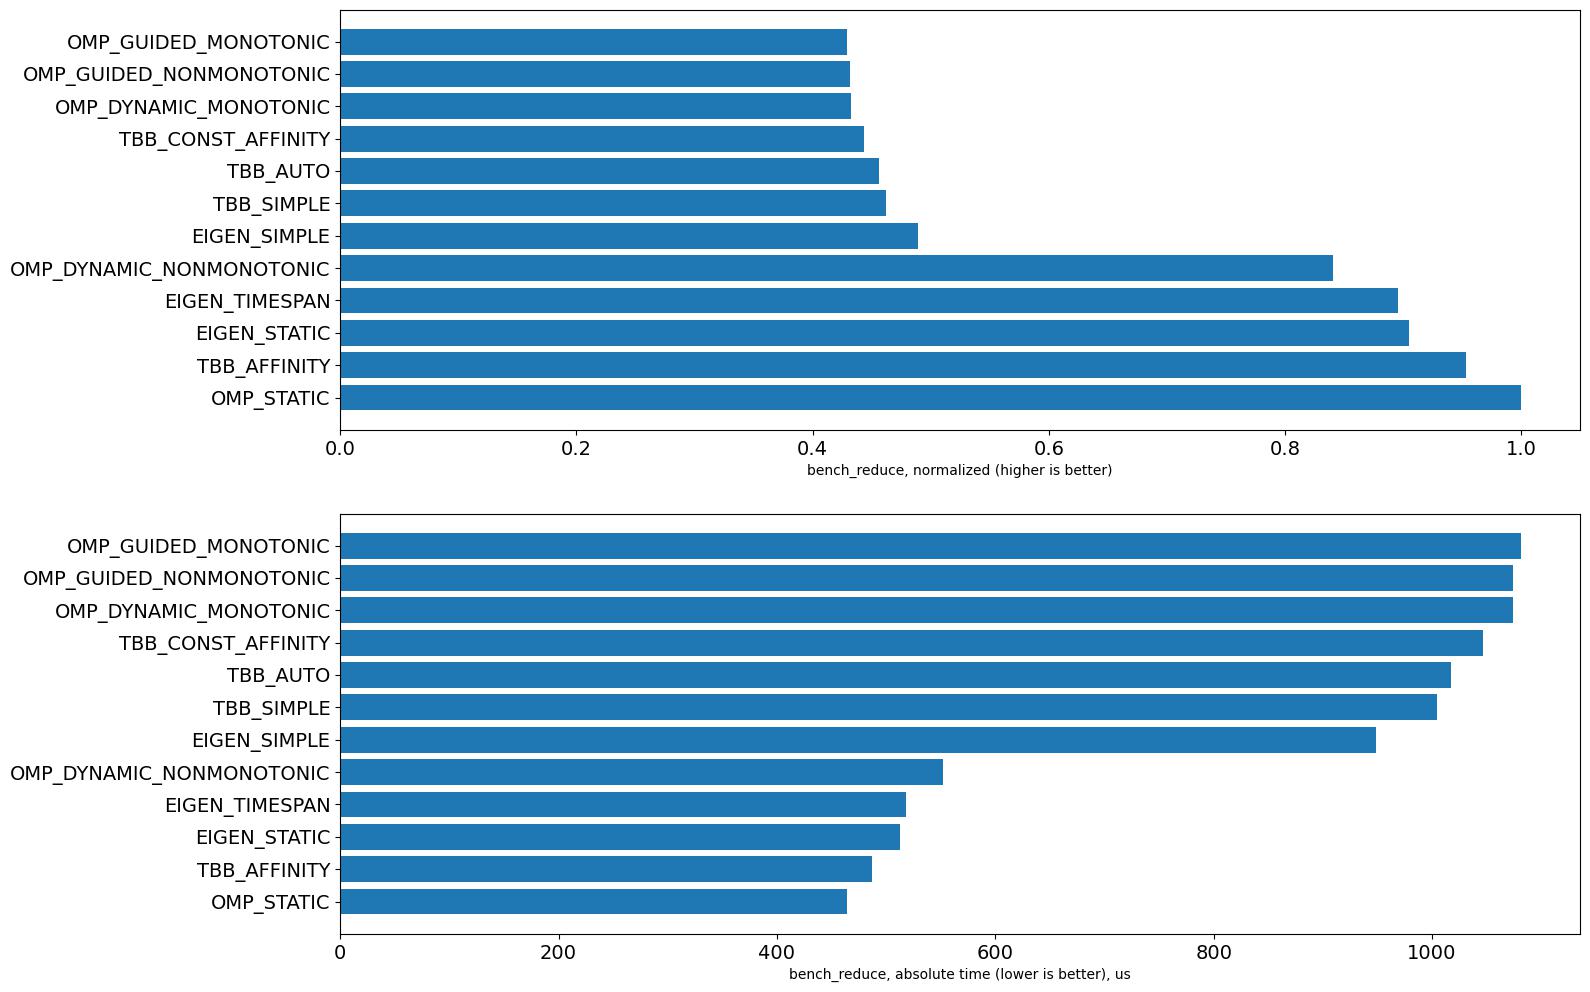 OMP_GUIDED_MONOTONIC
OMP_GUIDED_NONMONOTONIC
OMP_DYNAMIC_MONOTONIC
TBB_CONST_AFFINITY
TBB_AUTO
TBB_SIMPLE
EIGEN_SIMPLE
OMP_DYNAMIC_NONMONOTONIC
EIGEN_TIMESPAN
EIGEN_STATIC
TBB_AFFINITY
OMP_STATIC
0.0 0.2 0.4 0.6 0.8 1.0
bench_reduce, normalized (higher is better)
OMP_GUIDED_MONOTONIC
OMP_GUIDED_NONMONOTONIC
OMP_DYNAMIC_MONOTONIC
TBB_CONST_AFFINITY
TBB_AUTO
TBB_SIMPLE
EIGEN_SIMPLE
OMP_DYNAMIC_NONMONOTONIC
EIGEN_TIMESPAN
EIGEN_STATIC
TBB_AFFINITY
OMP_STATIC
0 200 400 600 800 1000
bench_reduce, absolute time (lower is better), us